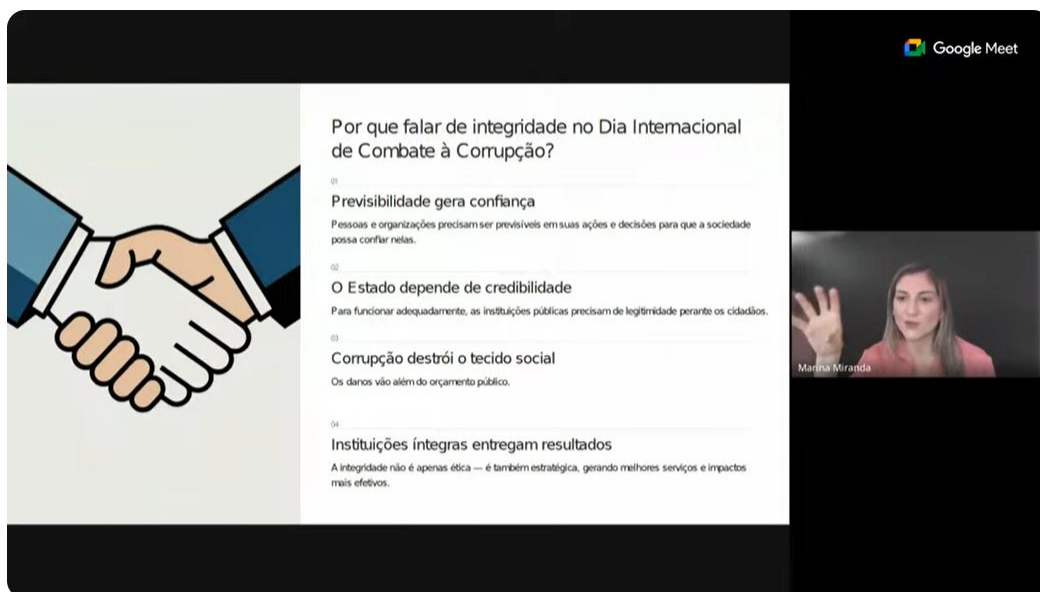 Google Meet
Por que falar de integridade no Dia Internacional
de Combate à Corrupção?
01
Previsibilidade gera confiança
Pessoas e organizações precisam ser previsíveis em suas ações e decisões para que a sociedade
possa confiar nelas.
02
O Estado depende de credibilidade
Para funcionar adequadamente, as instituições públicas precisam de legitimidade perante os cidadãos.
03
Corrupção destrói o tecido social
Os danos vão além do orçamento público.
04
Instituições íntegras entregam resultados
A integridade não é apenas ética — é também estratégica, gerando melhores serviços e impactos
mais efetivos.
Marina Miranda